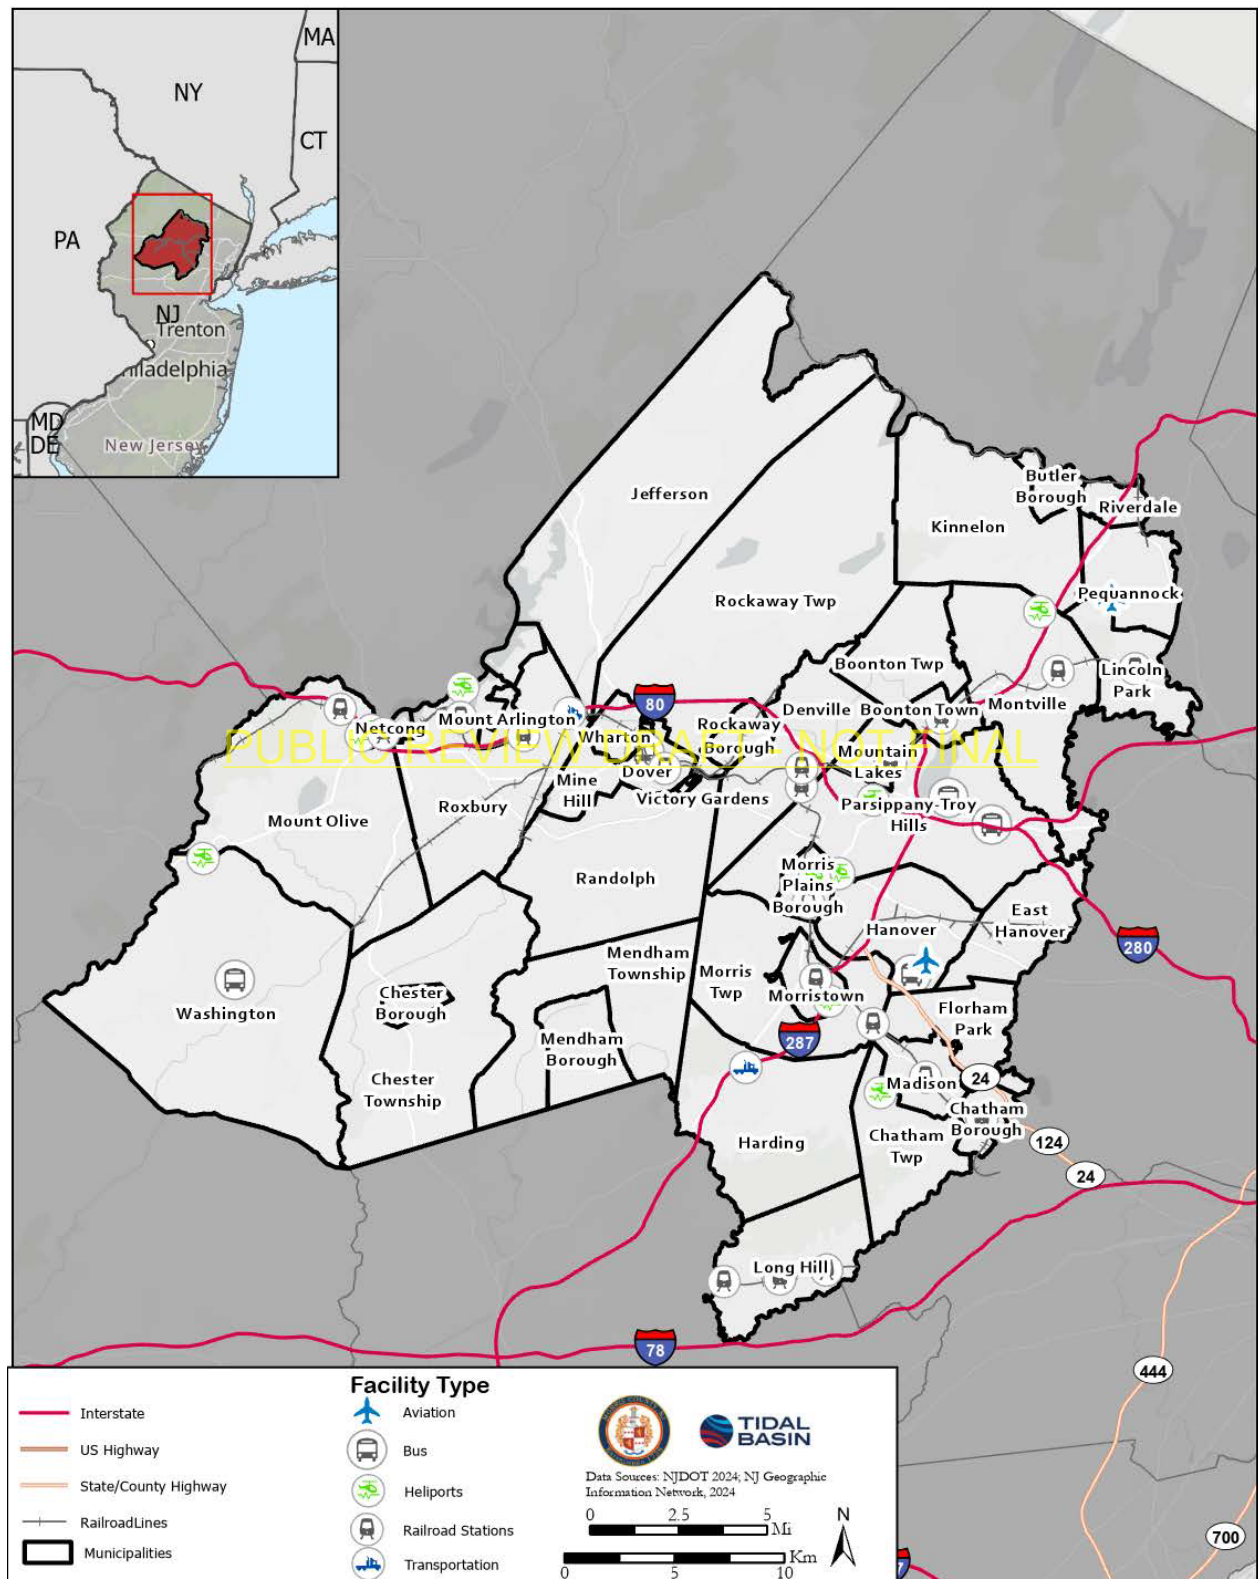 MA
NY
CT
PA
NJ
Trenton
iladelphia
MD
DE
New Jersey
Butler
Borough
Jefferson
Riverdale
Kinnelon
Pequannock
Rockaway Twp
Boonton Twp
Lincoln
Park
80
Denville
Boonton Town
Montville
Mount Arlington
Netcong
Rockaway
Borough
Wharton
PUBLIC REVIEW DRAFT - NOT FINAL
Mountain
Lakes
Dover
Mine
Hill
Victory Gardens
Roxbury
Parsippany-Troy
Hills
Mount Olive
Morris
Plains
Borough
Randolph
East
Hanover
Hanover
280
Mendham
Township
Morris
Twp
Morristown
Chester
Borough
Washington
Florham
Park
Mendham
Borough
287
Chester
Township
Madison
24
Chatham
Borough
Harding
Chatham
Twp
124
24
Long Hill
78
444
Interstate
US Highway
State/County Highway
RailroadLines
Municipalities
Facility Type
Aviation
Bus
Heliports
Railroad Stations
Transportation
TIDAL
BASIN
Data Sources: NJDOT 2024; NJ Geographic
Information Network, 2024
0 2.5 5
Mi
N
Km
0 5 10
700
7